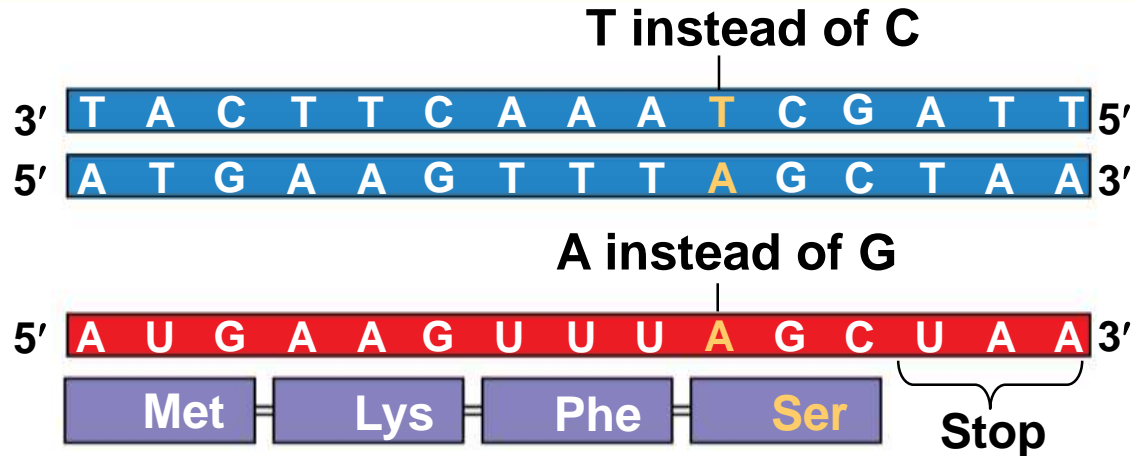 T instead of C
3′ T A C T T C A A A T C G A T T 5′
5′ A T G A A G T T T A G C T A A 3′
A instead of G
5′ A U G A A G U U U A G C U A A 3′
Met Lys Phe Ser
Stop